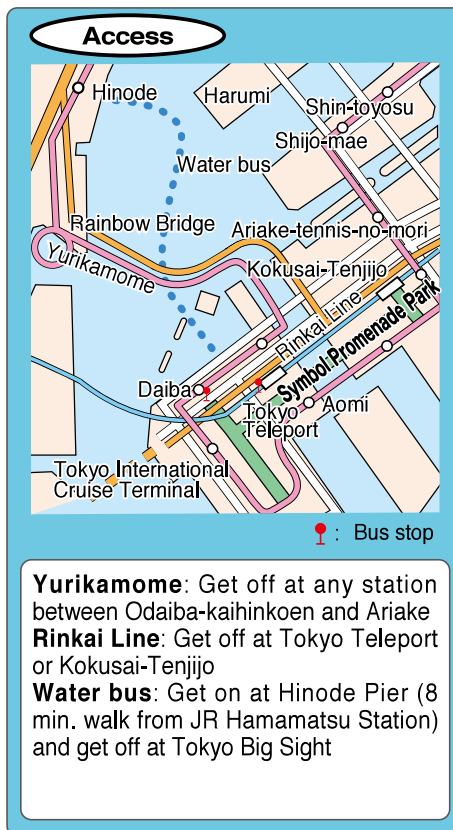 Access
Hinode
Harumi
Shin-toyosu
Shijo-mae
Water bus
Rainbow Bridge
Ariake-tennis-no-mori
Yurikamome
Kokusai-Tenjijo
Rinkai Line
Symbol Promenade Park
Daiba
Aomi
Tokyo
Teleport
Tokyo International
Cruise Terminal
: Bus stop
Yurikamome: Get off at any station
between Odaiba-kaihinkoen and Ariake
Rinkai Line: Get off at Tokyo Teleport
or Kokusai-Tenjijo
Water bus: Get on at Hinode Pier (8
min. walk from JR Hamamatsu Station)
and get off at Tokyo Big Sight